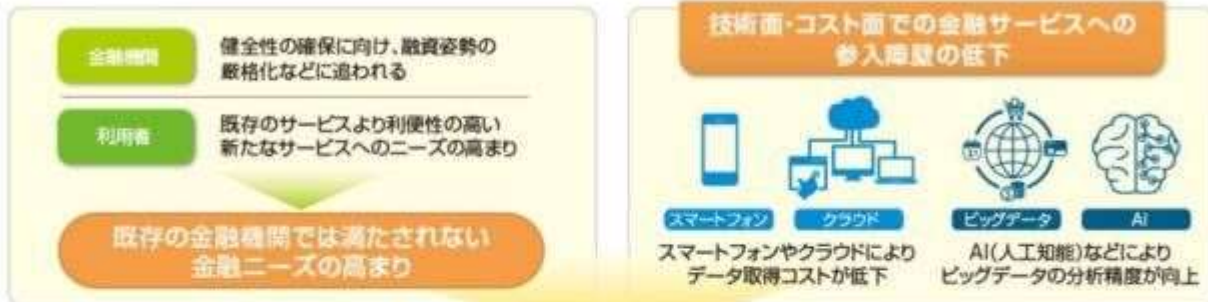 金融機関
健全性の確保に向け、融資姿勢の
厳格化などに追われる
利用者
既存のサービスより利便性の高い
新たなサービスへのニーズの高まり
既存の金融機関では満たされない
金融ニーズの高まり
技術面・コスト面での金融サービスへの
参入障壁の低下
スマートフォン
クラウド
ビッグデータ
AI
スマートフォンやクラウドにより
データ取得コストが低下
AI(人工知能)などにより
ビッグデータの分析精度が向上